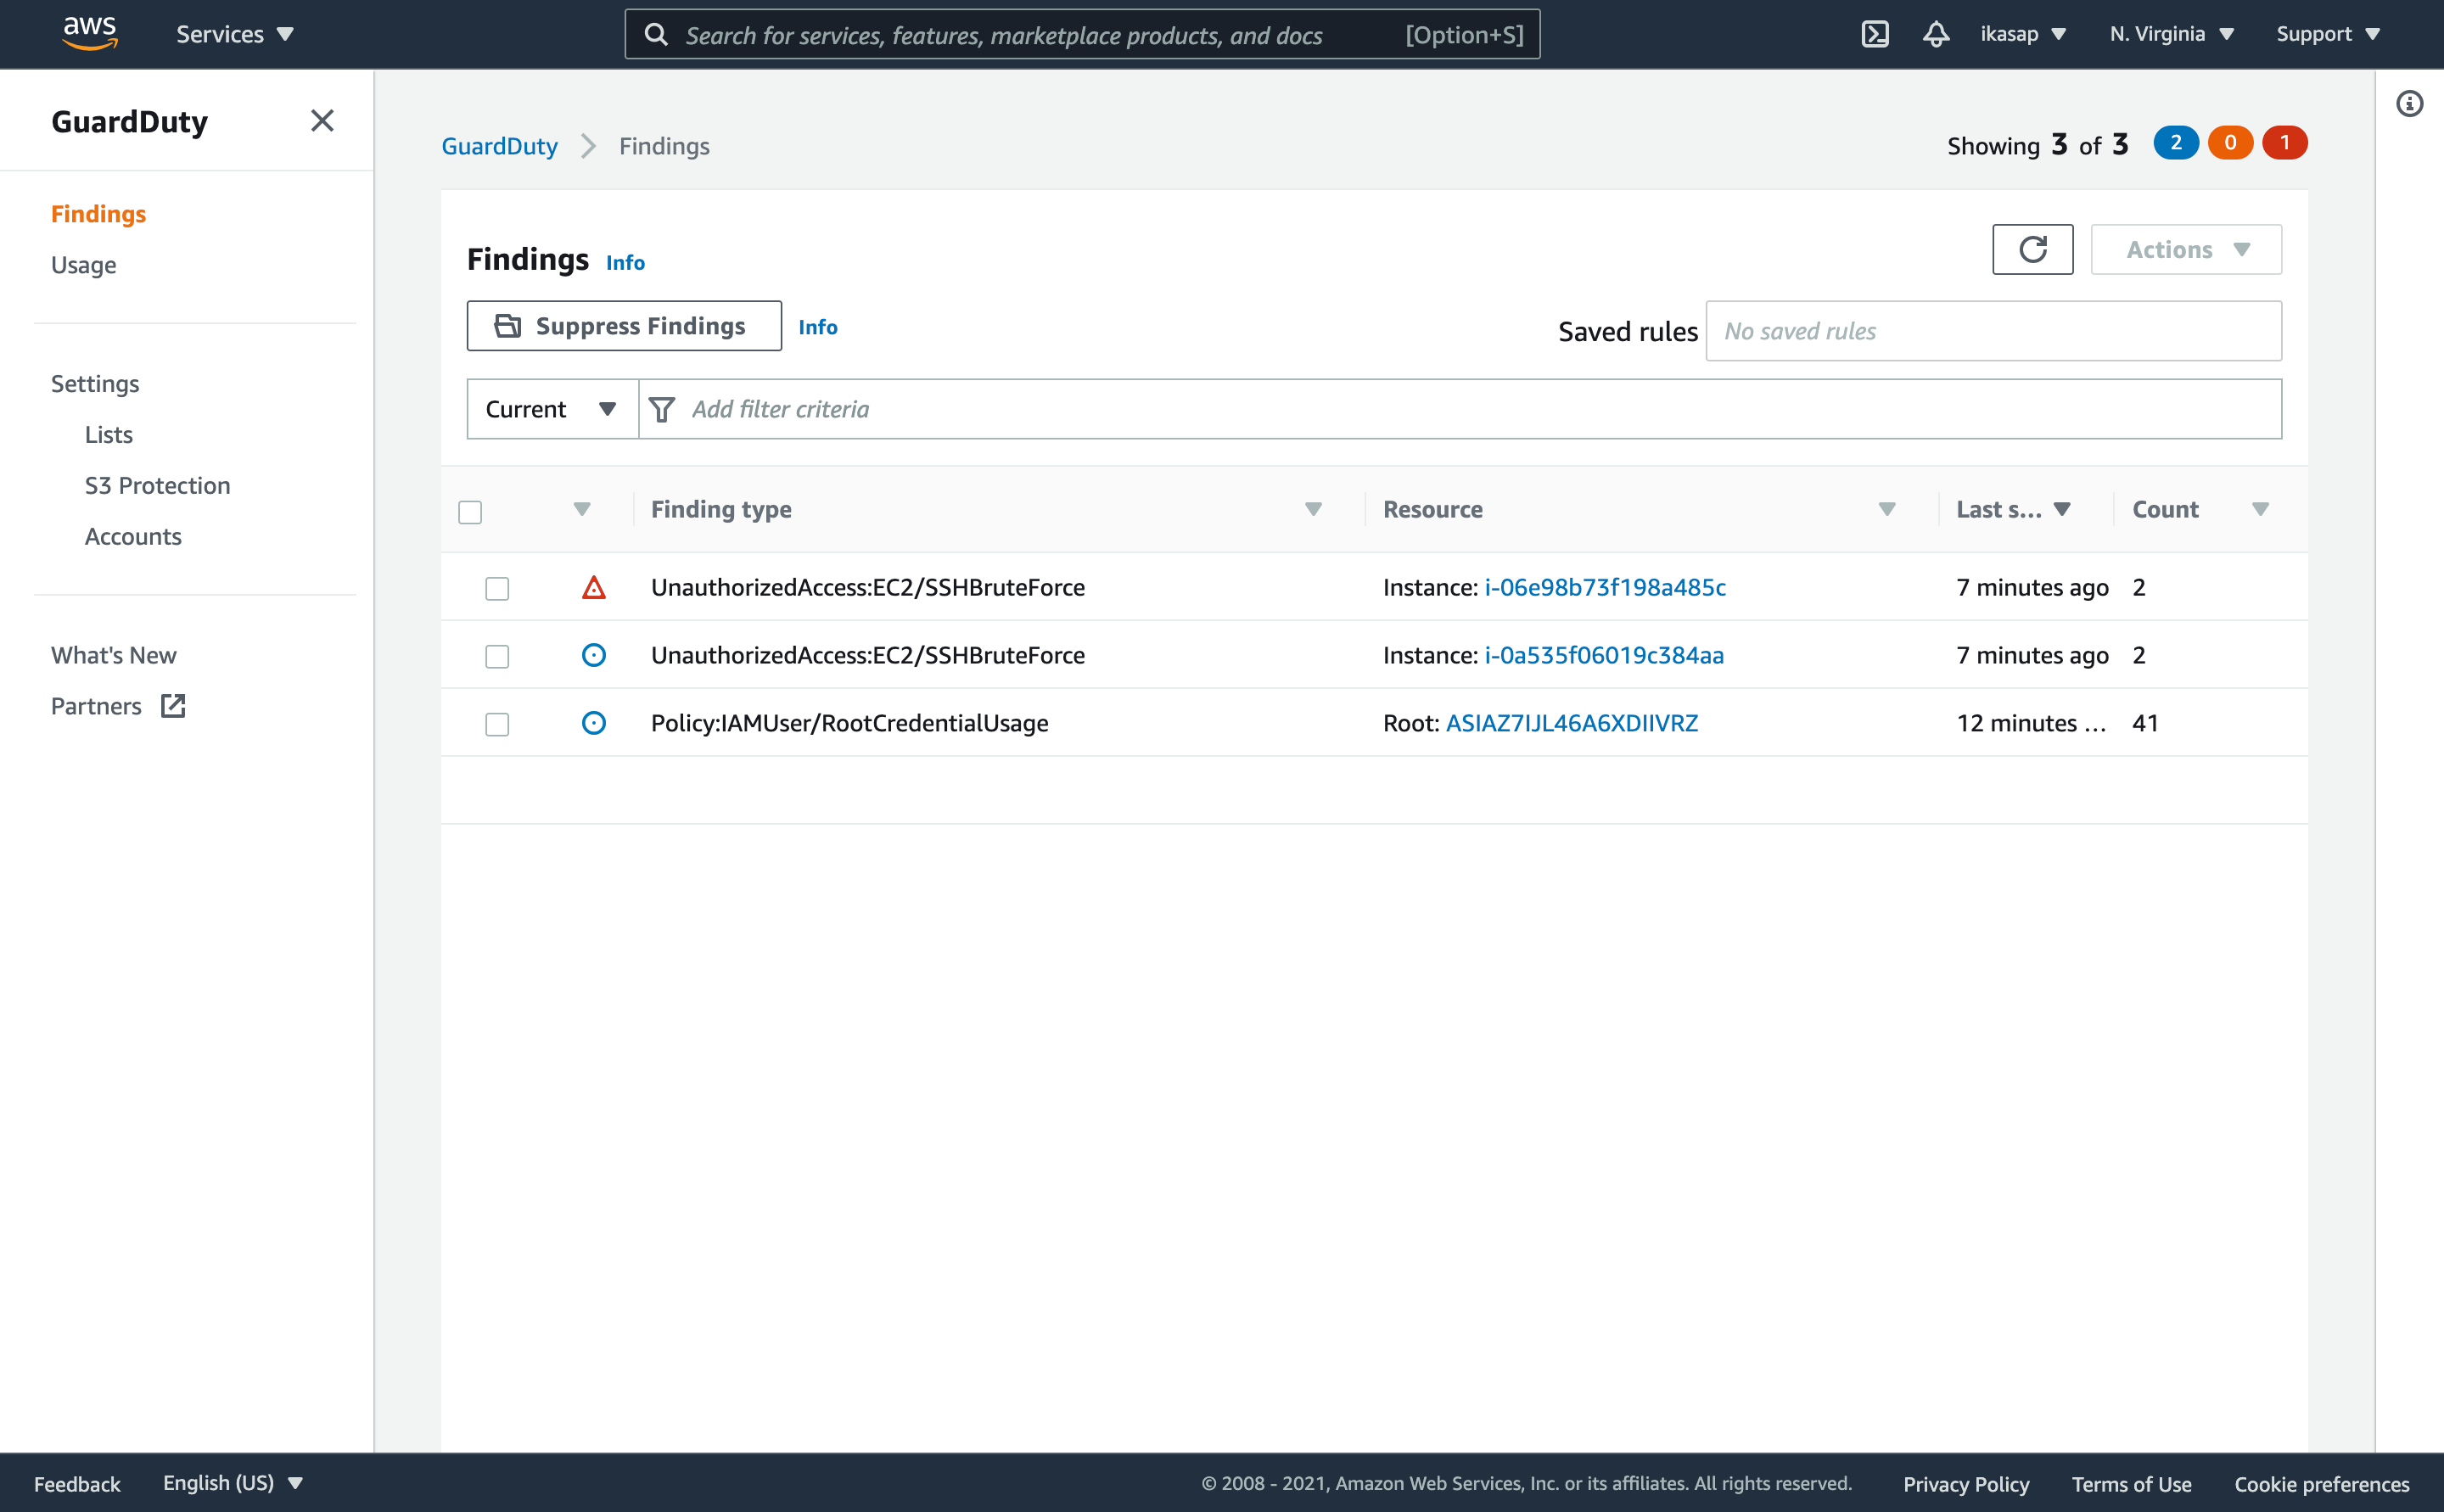 aws Services Search for services, features, marketplace products, and docs [Option+S] ikasap N. Virginia Support
GuardDuty
Findings
Usage
Settings
Lists
S3 Protection
Accounts
What's New
Partners
GuardDuty Findings
Showing 3 of 3 2 0 1
Findings Info
Actions
Suppress Findings Info
Saved rules No saved rules
Current Add filter criteria
Finding type Resource Last s... Count
UnauthorizedAccess:EC2/SSHBruteForce Instance: i-06e98b73f198a485c 7 minutes ago 2
UnauthorizedAccess:EC2/SSHBruteForce Instance: i-0a535f06019c384aa 7 minutes ago 2
Policy:IAMUser/RootCredentialUsage Root: ASIAZ7IJL46A6XDIIVRZ 12 minutes ... 41
Feedback English (US) © 2008 - 2021, Amazon Web Services, Inc. or its affiliates. All rights reserved. Privacy Policy Terms of Use Cookie preferences